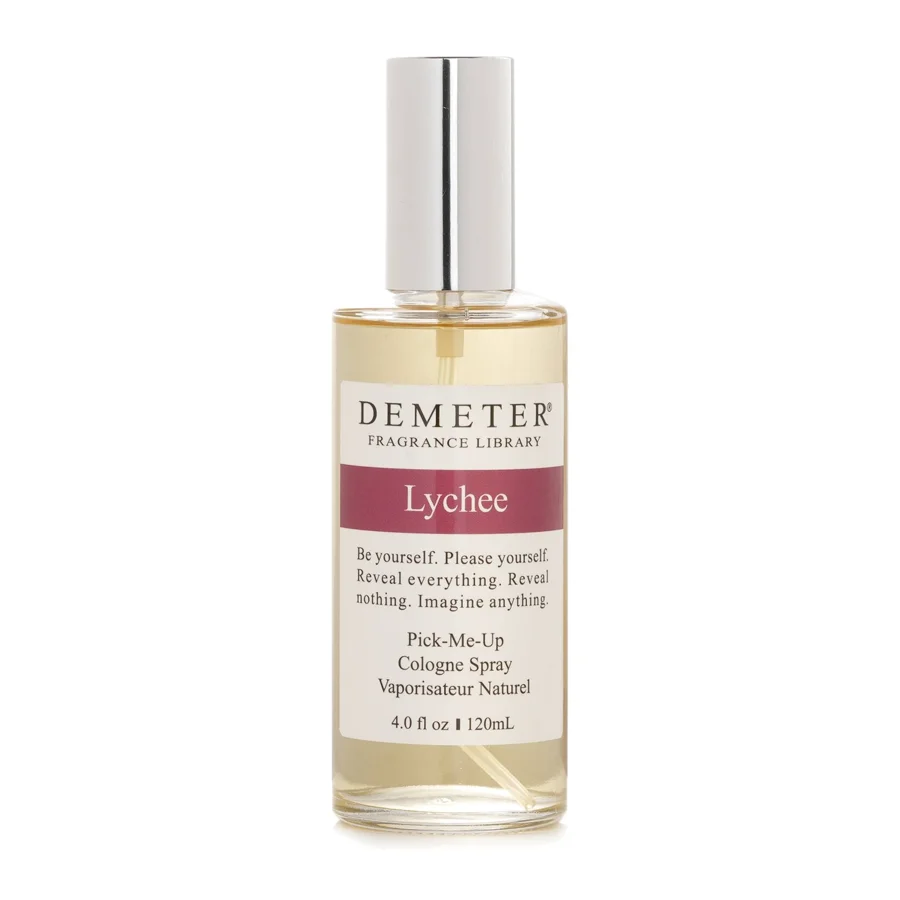 DEMETER®
FRAGRANCE LIBRARY
Lychee
Be yourself. Please yourself.
Reveal everything. Reveal
nothing. Imagine anything.
Pick-Me-Up
Cologne Spray
Vaporisateur Naturel
4.0 fl oz ▮ 120mL